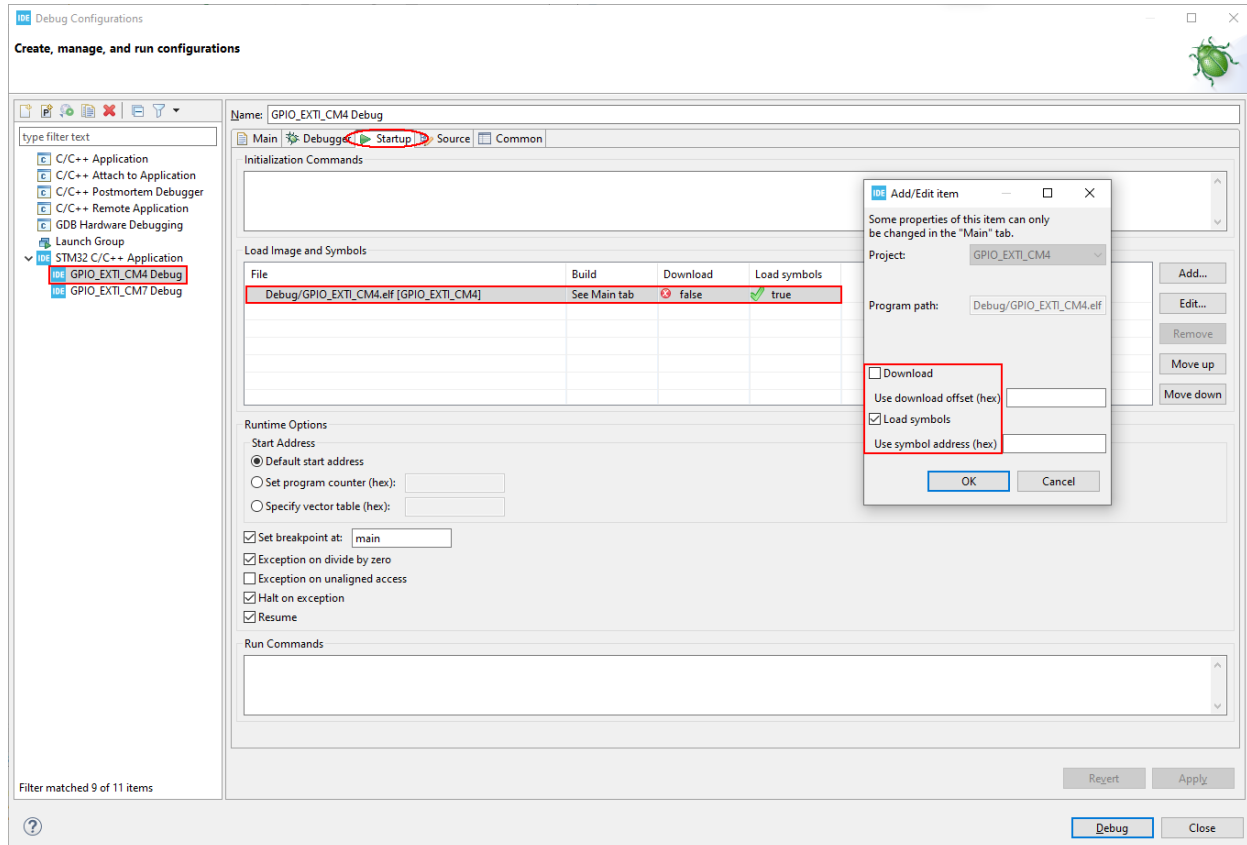 IDE Debug Configurations
Create, manage, and run configurations
type filter text
C/C++ Application
C/C++ Attach to Application
C/C++ Postmortem Debugger
C/C++ Remote Application
GDB Hardware Debugging
Launch Group
IDE STM32 C/C++ Application
IDE GPIO_EXTI_CM4 Debug
IDE GPIO_EXTI_CM7 Debug
Filter matched 9 of 11 items
Name: GPIO_EXTI_CM4 Debug
Main Debugger Startup Source Common
Initialization Commands
Load Image and Symbols
File Build Download Load symbols
Debug/GPIO_EXTI_CM4.elf [GPIO_EXTI_CM4] See Main tab false true
Add...
Edit...
Remove
Move up
Move down
Runtime Options
Start Address
Default start address
Set program counter (hex):
Specify vector table (hex):
Set breakpoint at: main
Exception on divide by zero
Exception on unaligned access
Halt on exception
Resume
Run Commands
Revert Apply
Debug Close
IDE Add/Edit item
Some properties of this item can only
be changed in the "Main" tab.
Project: GPIO_EXTI_CM4
Program path: Debug/GPIO_EXTI_CM4.elf
Download
Use download offset (hex)
Load symbols
Use symbol address (hex)
OK Cancel